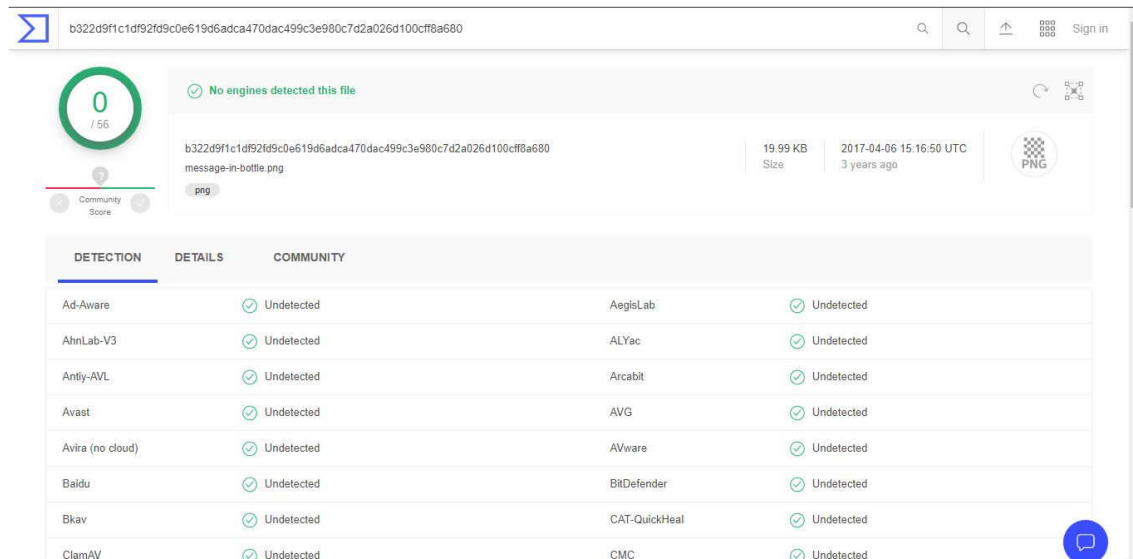 b322d9f1c1df92fd9c0e619d6adca470dac499c3e980c7d2a026d100cff8a680
Sign in
0
/ 56
?
Community
Score
No engines detected this file
b322d9f1c1df92fd9c0e619d6adca470dac499c3e980c7d2a026d100cff8a680
message-in-bottle.png
png
19.99 KB
Size
2017-04-06 15:16:50 UTC
3 years ago
PNG
DETECTION DETAILS COMMUNITY
Ad-Aware Undetected AegisLab Undetected
AhnLab-V3 Undetected ALYac Undetected
Antiy-AVL Undetected Arcabit Undetected
Avast Undetected AVG Undetected
Avira (no cloud) Undetected AVware Undetected
Baidu Undetected BitDefender Undetected
Bkav Undetected CAT-QuickHeal Undetected
ClamAV Undetected CMC Undetected